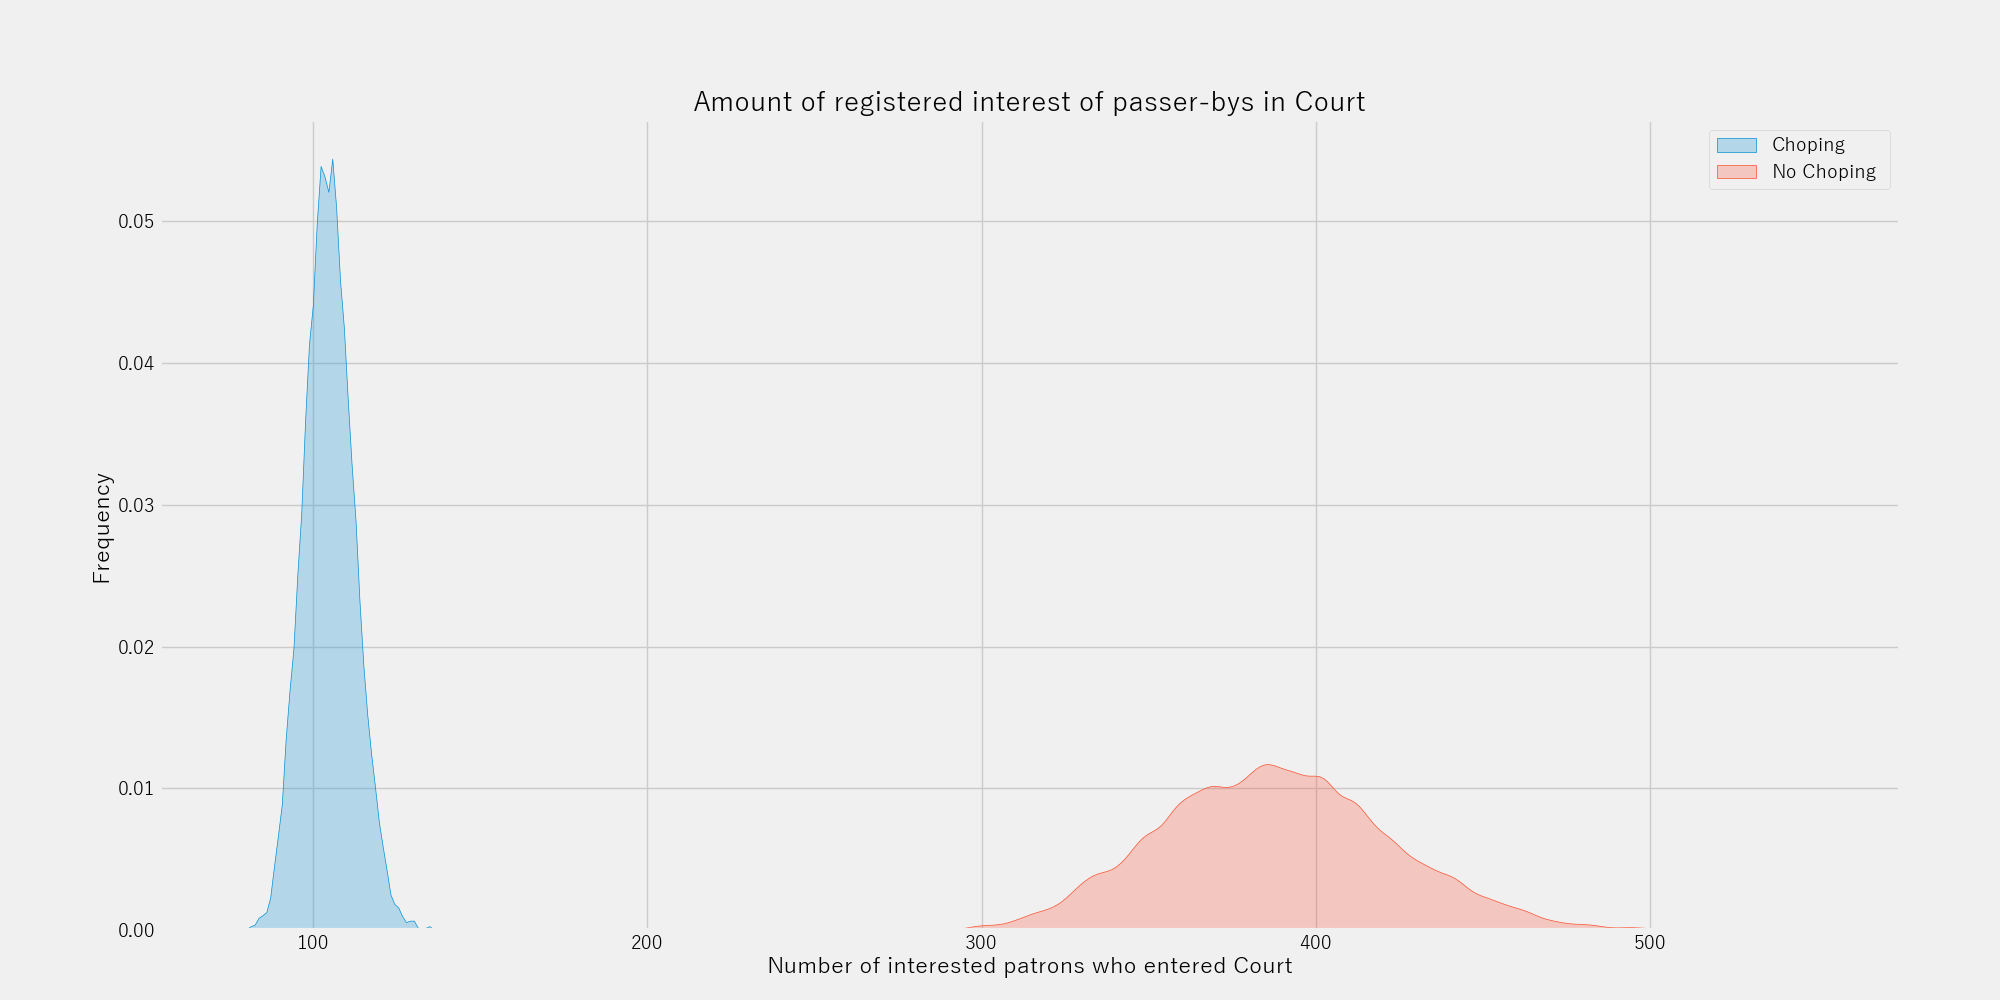 Amount of registered interest of passer-bys in Court
Choping
No Choping
Frequency
0.05
0.04
0.03
0.02
0.01
0.00
100 200 300 400 500
Number of interested patrons who entered Court